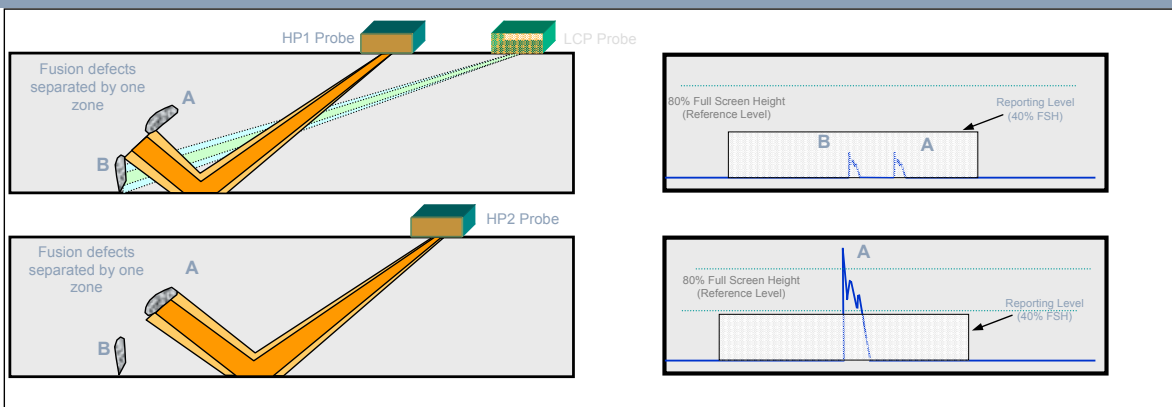 HP1 Probe
LCP Probe
Fusion defects
separated by one
zone
A
B
80% Full Screen Height
(Reference Level)
Reporting Level
(40% FSH)
B
A
HP2 Probe
Fusion defects
separated by one
zone
A
B
A
80% Full Screen Height
(Reference Level)
Reporting Level
(40% FSH)